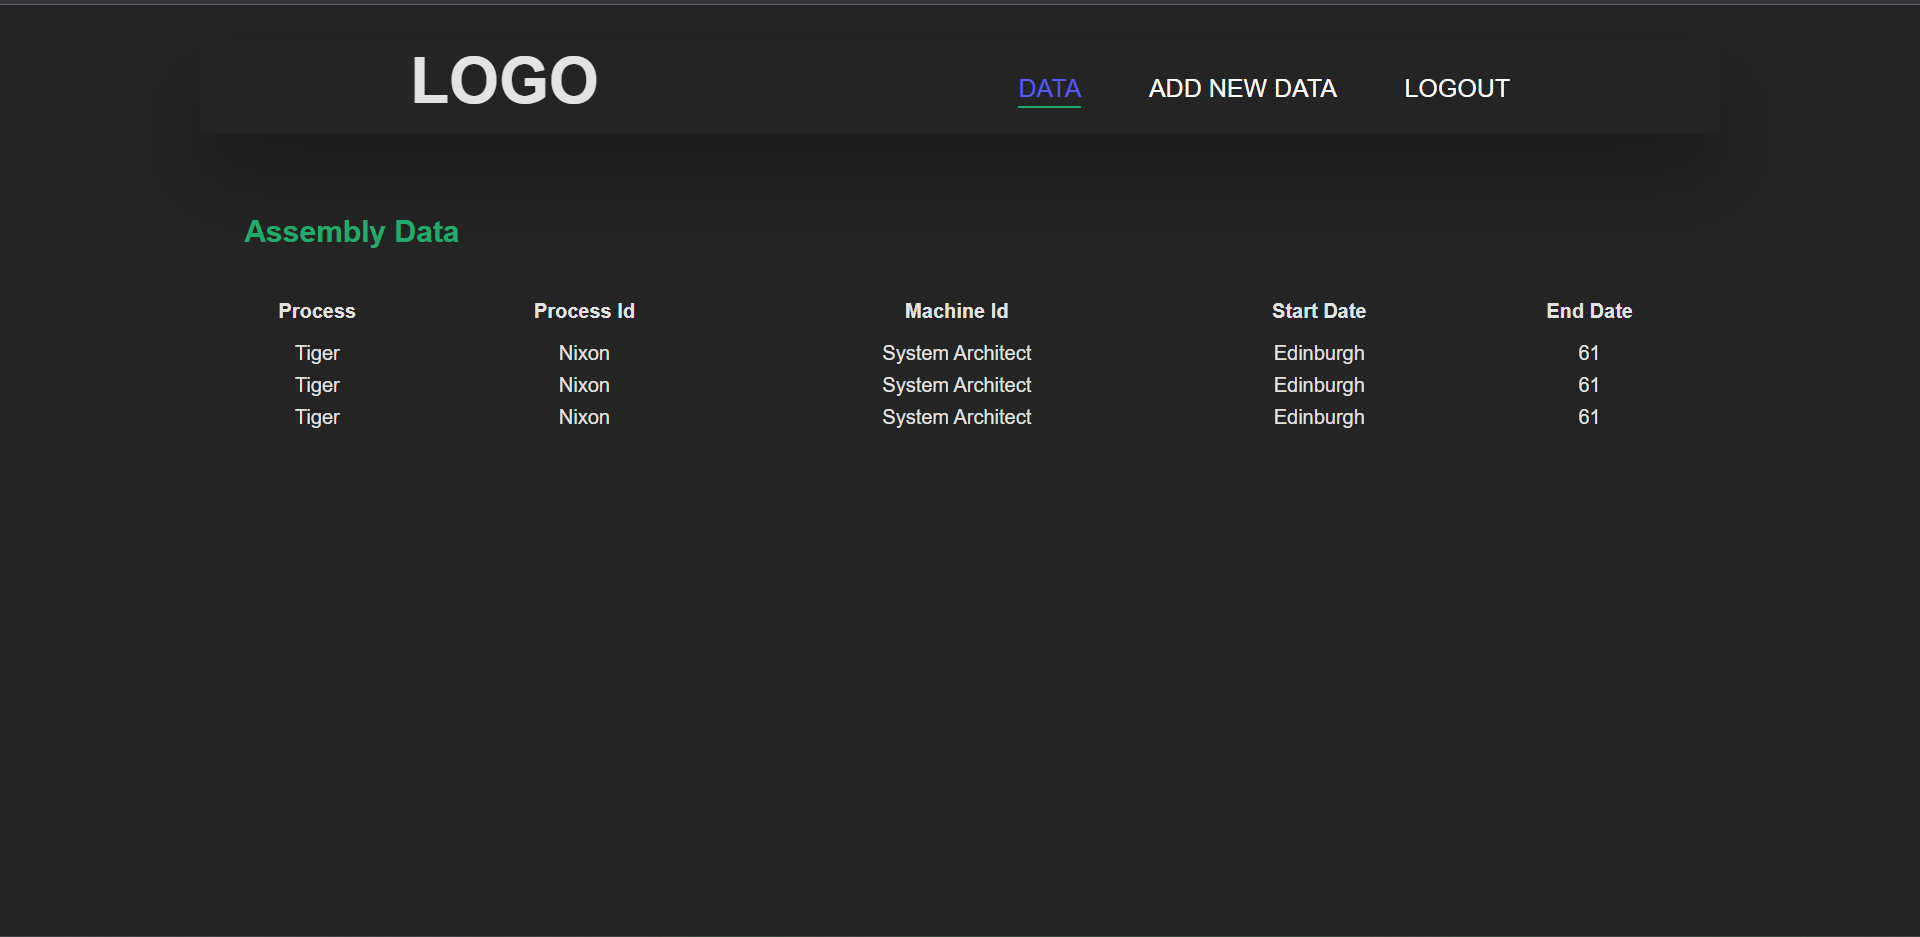 LOGO DATA ADD NEW DATA LOGOUT
Assembly Data
Process Process Id Machine Id Start Date End Date
Tiger Nixon System Architect Edinburgh 61
Tiger Nixon System Architect Edinburgh 61
Tiger Nixon System Architect Edinburgh 61